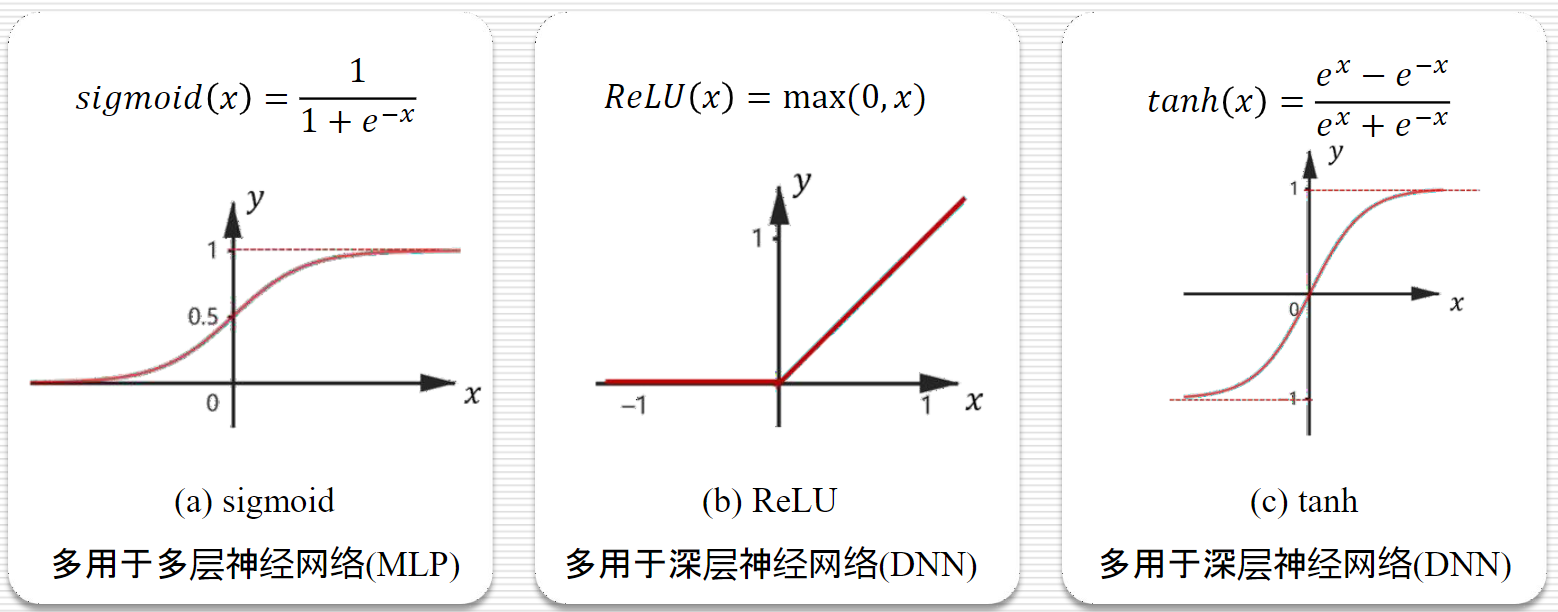 sigmoid(x) = 1 / (1 + e^{-x})
y
1
0.5
0
x
(a) sigmoid
多用于多层神经网络(MLP)
ReLU(x) = max(0, x)
y
1
−1
1
x
(b) ReLU
多用于深层神经网络(DNN)
tanh(x) = (e^x − e^{-x}) / (e^x + e^{-x})
y
1
0
x
-1
(c) tanh
多用于深层神经网络(DNN)